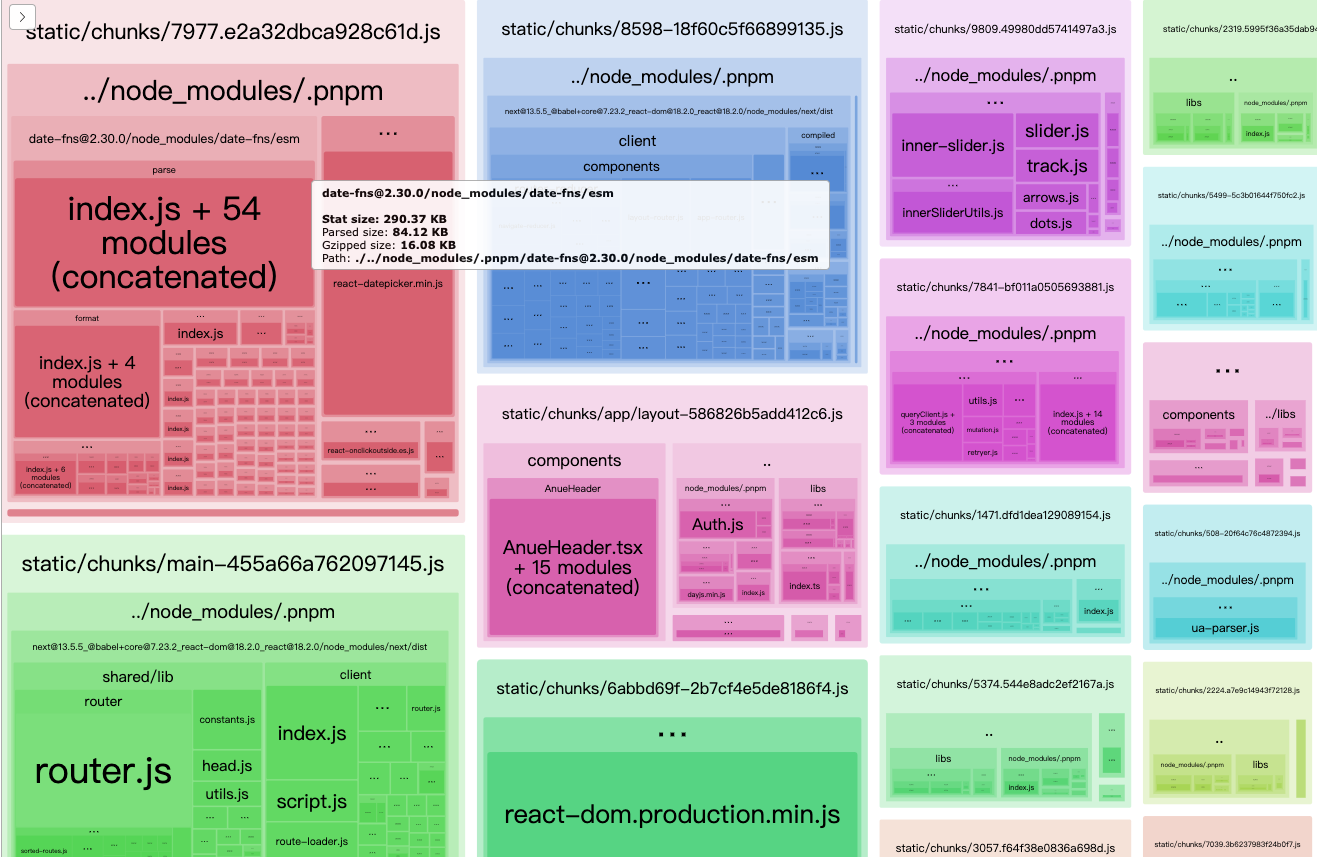 static/chunks/7977.e2a32dbca928c61d.js
../node_modules/.pnpm
date-fns@2.30.0/node_modules/date-fns/esm
parse
index.js + 54
modules
(concatenated)
format
index.js + 4
modules
(concatenated)
...
index.js + 6
modules
(concatenated)
...
index.js
...
index.js
index.js
index.js
index.js
...
react-datepicker.min.js
...
react-onclickoutside.es.js
...
date-fns@2.30.0/node_modules/date-fns/esm
Stat size: 290.37 KB
Parsed size: 84.12 KB
Gzipped size: 16.08 KB
Path: ./../node_modules/.pnpm/date-fns@2.30.0/node_modules/date-fns/esm
static/chunks/main-455a66a762097145.js
../node_modules/.pnpm
next@13.5.5_@babel+core@7.23.2_react-dom@18.2.0_react@18.2.0/node_modules/next/dist
shared/lib
router
router.js
...
sorted-routes.js
constants.js
head.js
utils.js
client
index.js
script.js
route-loader.js
...
router.js
static/chunks/8598-18f60c5f66899135.js
../node_modules/.pnpm
next@13.5.5_@babel+core@7.23.2_react-dom@18.2.0_react@18.2.0/node_modules/next/dist
client
components
compiled
...
static/chunks/app/layout-586826b5add412c6.js
components
AnueHeader
AnueHeader.tsx
+ 15 modules
(concatenated)
..
node_modules/.pnpm
...
Auth.js
...
dayjs.min.js
index.js
libs
...
index.ts
static/chunks/6abbd69f-2b7cf4e5de8186f4.js
...
react-dom.production.min.js
static/chunks/9809.49980dd5741497a3.js
../node_modules/.pnpm
...
inner-slider.js
...
innerSliderUtils.js
slider.js
track.js
arrows.js
dots.js
static/chunks/7841-bf011a0505693881.js
../node_modules/.pnpm
...
queryClient.js +
3 modules
(concatenated)
utils.js
mutation.js
retryer.js
...
index.js + 14
modules
(concatenated)
static/chunks/1471.dfd1dea129089154.js
../node_modules/.pnpm
...
index.js
static/chunks/5374.544e8adc2ef2167a.js
..
libs
node_modules/.pnpm
...
index.js
static/chunks/3057.f64f38e0836a698d.js
static/chunks/2319.5995f36a35dab94
..
libs
node_modules/.pnpm
index.js
static/chunks/5499-5c3b01644f750fc2.js
../node_modules/.pnpm
...
...
components
../libs
...
static/chunks/508-20f64c76c4872394.js
../node_modules/.pnpm
...
ua-parser.js
static/chunks/2224.a7e9c14943f72128.js
..
node_modules/.pnpm
libs
static/chunks/7039.3b6237983f24b0f7.js